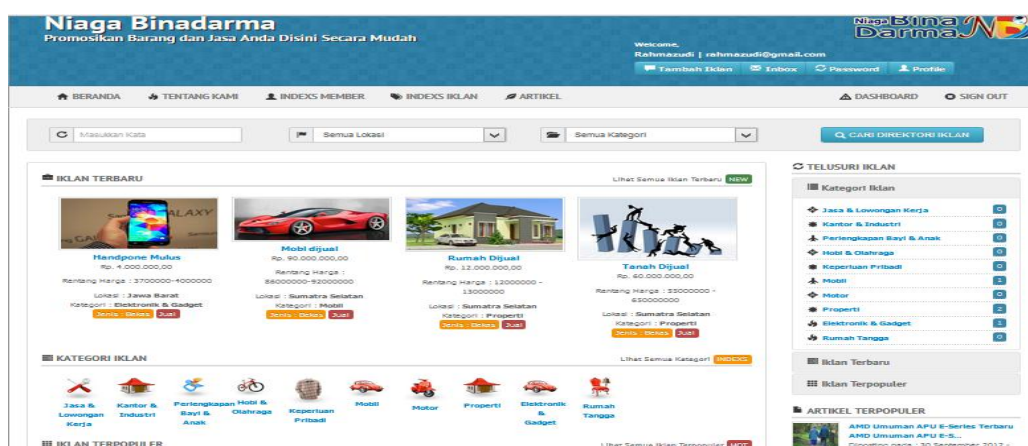 Niaga Binadarma
Promosikan Barang dan Jasa Anda Disini Secara Mudah
Niaga Bina
Darma
Welcome,
Rahmazudi | rahmazudi@gmail.com
Tambah Iklan Inbox Password Profile
BERANDA TENTANG KAMI INDEXS MEMBER INDEXS IKLAN ARTIKEL DASHBOARD SIGN OUT
Masukkan Kata Semua Lokasi Semua Kategori CARI DIREKTORI IKLAN
IKLAN TERBARU
Lihat Semua Iklan Terbaru NEW
Handpone Mulus
Rp. 4.000.000,00
Rentang Harga : 3700000-4000000
Lokasi : Jawa Barat
Kategori : Elektronik & Gadget
Jenis : Bekas Jual
Mobl dijual
Rp. 90.000.000,00
Rentang Harga :
86000000-92000000
Lokasi : Sumatra Selatan
Kategori : Mobil
Jenis : Bekas Jual
Rumah Dijual
Rp. 12.000.000,00
Rentang Harga : 12000000 -
13000000
Lokasi : Sumatra Selatan
Kategori : Properti
Jenis : Bekas Jual
Tanah Dijual
Rp. 60.000.000,00
Rentang Harga : 55000000 -
65000000
Lokasi : Sumatra Selatan
Kategori : Properti
Jenis : Bekas Jual
KATEGORI IKLAN
Lihat Semua Kategori INDEXS
Jasa &
Lowongan
Kerja
Kantor &
Industri
Perlengkapan
Bayi &
Anak
Hobi &
Olahraga
Keperluan
Pribadi
Mobil
Motor
Properti
Elektronik
&
Gadget
Rumah
Tangga
IKLAN TERPOPULER
Lihat Semua Iklan Terpopuler HOT
TELUSURI IKLAN
Kategori Iklan
Jasa & Lowongan Kerja 0
Kantor & Industri 0
Perlengkapan Bayi & Anak 0
Hobi & Olahraga 0
Keperluan Pribadi 0
Mobil 1
Motor 0
Properti 2
Elektronik & Gadget 1
Rumah Tangga 0
Iklan Terbaru
Iklan Terpopuler
ARTIKEL TERPOPULER
AMD Umuman APU E-Series Terbaru
AMD Umuman APU E-S...
Diposting pada : 30 September 2012 -